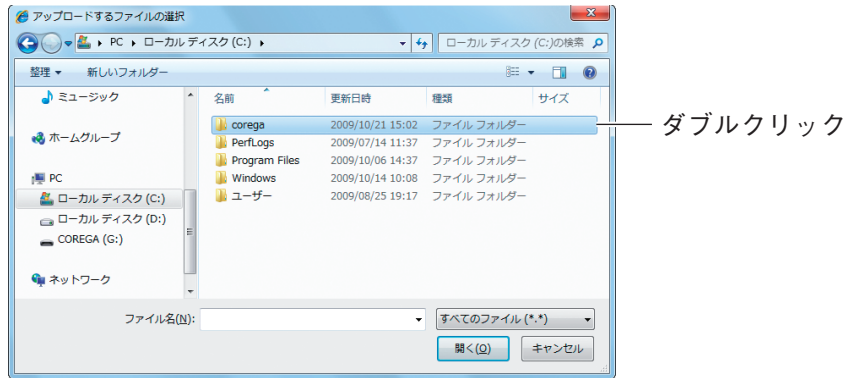 アップロードするファイルの選択
PC ローカル ディスク (C:) ローカル ディスク (C:)の検索
整理 新しいフォルダー
ミュージック
ホームグループ
PC
ローカル ディスク (C:)
ローカル ディスク (D:)
COREGA (G:)
ネットワーク
名前 更新日時 種類 サイズ
corega 2009/10/21 15:02 ファイル フォルダー
PerfLogs 2009/07/14 11:37 ファイル フォルダー
Program Files 2009/10/06 14:37 ファイル フォルダー
Windows 2009/10/14 10:08 ファイル フォルダー
ユーザー 2009/08/25 19:17 ファイル フォルダー
ダブルクリック
ファイル名(N): すべてのファイル (*.*)
開く(O) キャンセル